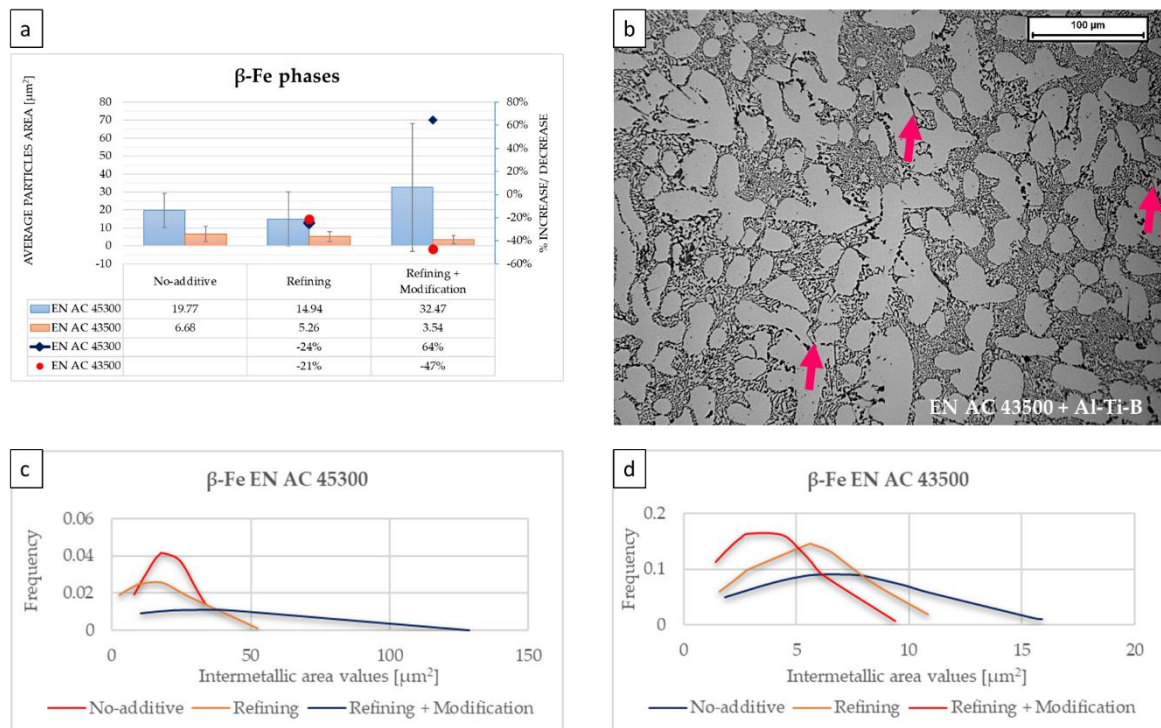 a
β-Fe phases
AVERAGE PARTICLES AREA [µm²]
80
70
60
50
40
30
20
10
0
-10
80%
60%
40%
20%
0%
-20%
-40%
-60%
% INCREASE/ DECREASE
No-additive Refining Refining + Modification
EN AC 45300 19.77 14.94 32.47
EN AC 43500 6.68 5.26 3.54
EN AC 45300 -24% 64%
EN AC 43500 -21% -47%
b
100 µm
EN AC 43500 + Al-Ti-B
c
β-Fe EN AC 45300
Frequency
0.06
0.04
0.02
0
0 50 100 150
Intermetallic area values [µm²]
No-additive Refining Refining + Modification
d
β-Fe EN AC 43500
Frequency
0.2
0.1
0
0 5 10 15 20
Intermetallic area values [µm²]
No-additive Refining Refining + Modification